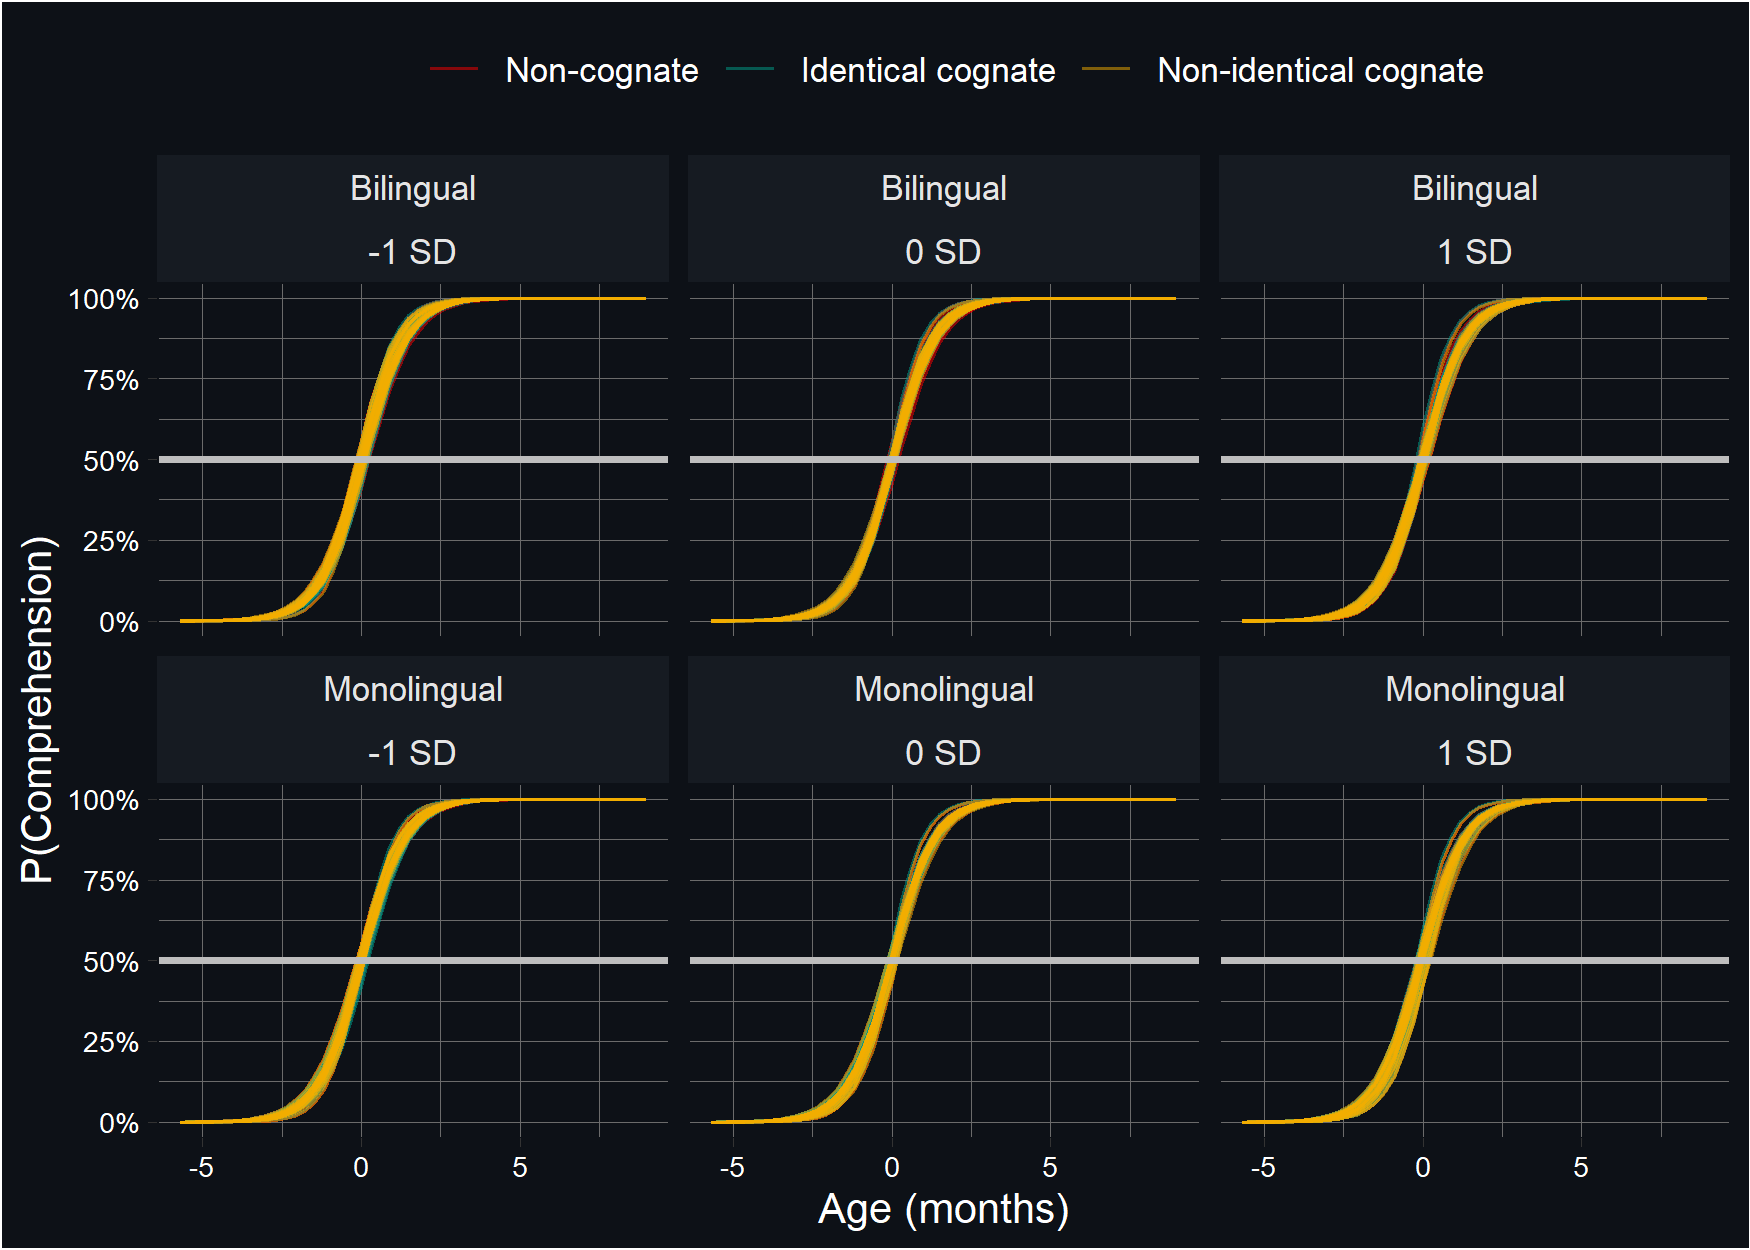 Non-cognate Identical cognate Non-identical cognate
Bilingual Bilingual Bilingual
-1 SD 0 SD 1 SD
100%
75%
50%
25%
0%
P(Comprehension)
Monolingual Monolingual Monolingual
-1 SD 0 SD 1 SD
100%
75%
50%
25%
0%
-5 0 5 -5 0 5 -5 0 5
Age (months)